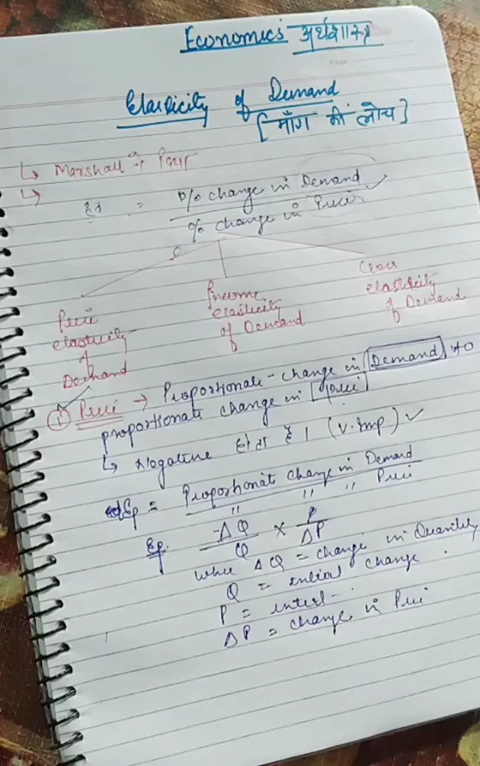 Economics अर्थशास्त्र
Elasticity of Demand
[माँग की लोच]
↳ Marshall ने दिया
↳
= % change in Demand
% change in Price
Price elasticity of Demand
Income elasticity of Demand
Cross elasticity of Demand
① Price → Proportionate change in Demand to
proportionate change in price
↳ Negative होता है। (V. Imp) ✓
Ep = Proportionate change in Demand
" " " Price
Ep. -ΔQ/Q × P/ΔP
where ΔQ = change in Quantity
Q = initial change
P =
ΔP = change in Price